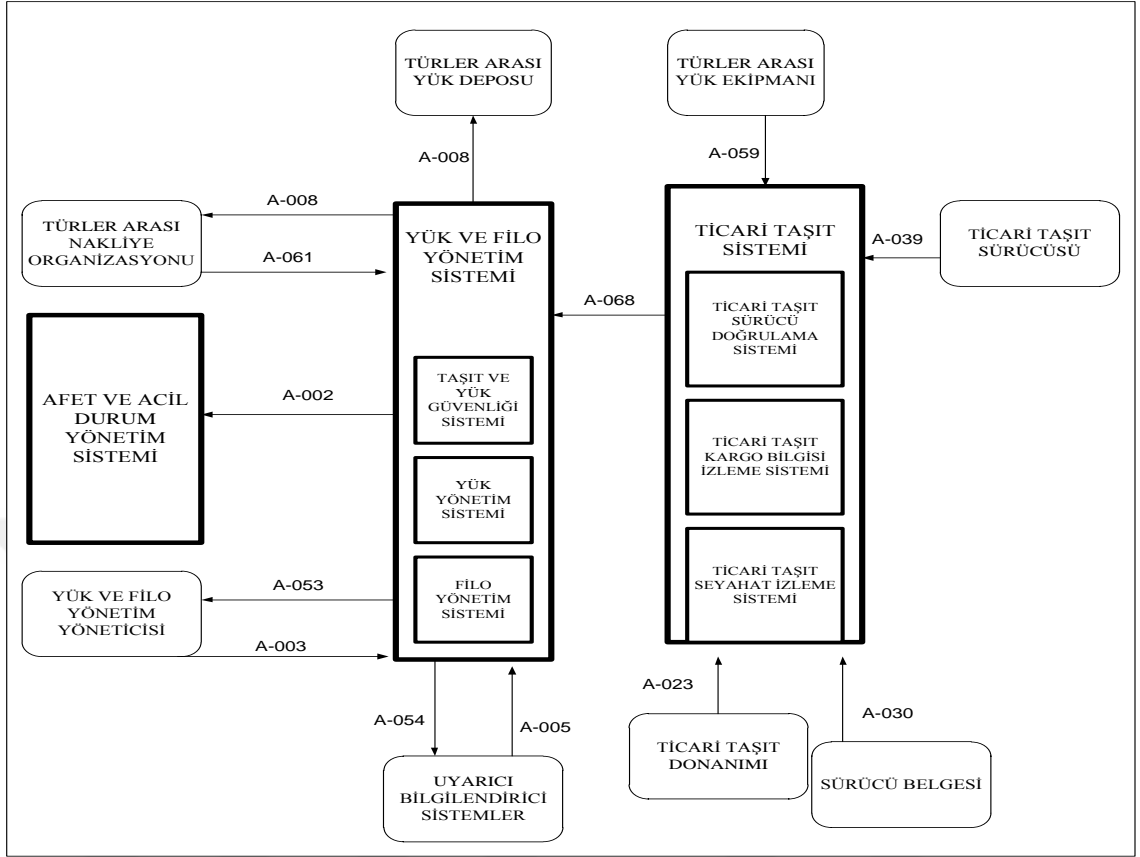 TÜRLER ARASI
YÜK DEPOSU
TÜRLER ARASI
YÜK EKİPMANI
A-008
A-059
A-008
TÜRLER ARASI
NAKLİYE
ORGANİZASYONU
A-061
YÜK VE FİLO
YÖNETİM
SİSTEMİ
TİCARİ TAŞIT
SİSTEMİ
A-039
TİCARİ TAŞIT
SÜRÜCÜSÜ
A-068
TİCARİ TAŞIT
SÜRÜCÜ
DOĞRULAMA
SİSTEMİ
AFET VE ACİL
DURUM
YÖNETİM
SİSTEMİ
A-002
TAŞIT VE
YÜK
GÜVENLİĞİ
SİSTEMİ
TİCARİ TAŞIT
KARGO BİLGİSİ
İZLEME SİSTEMİ
YÜK
YÖNETİM
SİSTEMİ
YÜK VE FİLO
YÖNETİM
YÖNETİCİSİ
A-053
A-003
FİLO
YÖNETİM
SİSTEMİ
TİCARİ TAŞIT
SEYAHAT İZLEME
SİSTEMİ
A-054
A-005
A-023
A-030
UYARICI
BİLGİLENDİRİCİ
SİSTEMLER
TİCARİ TAŞIT
DONANIMI
SÜRÜCÜ BELGESİ